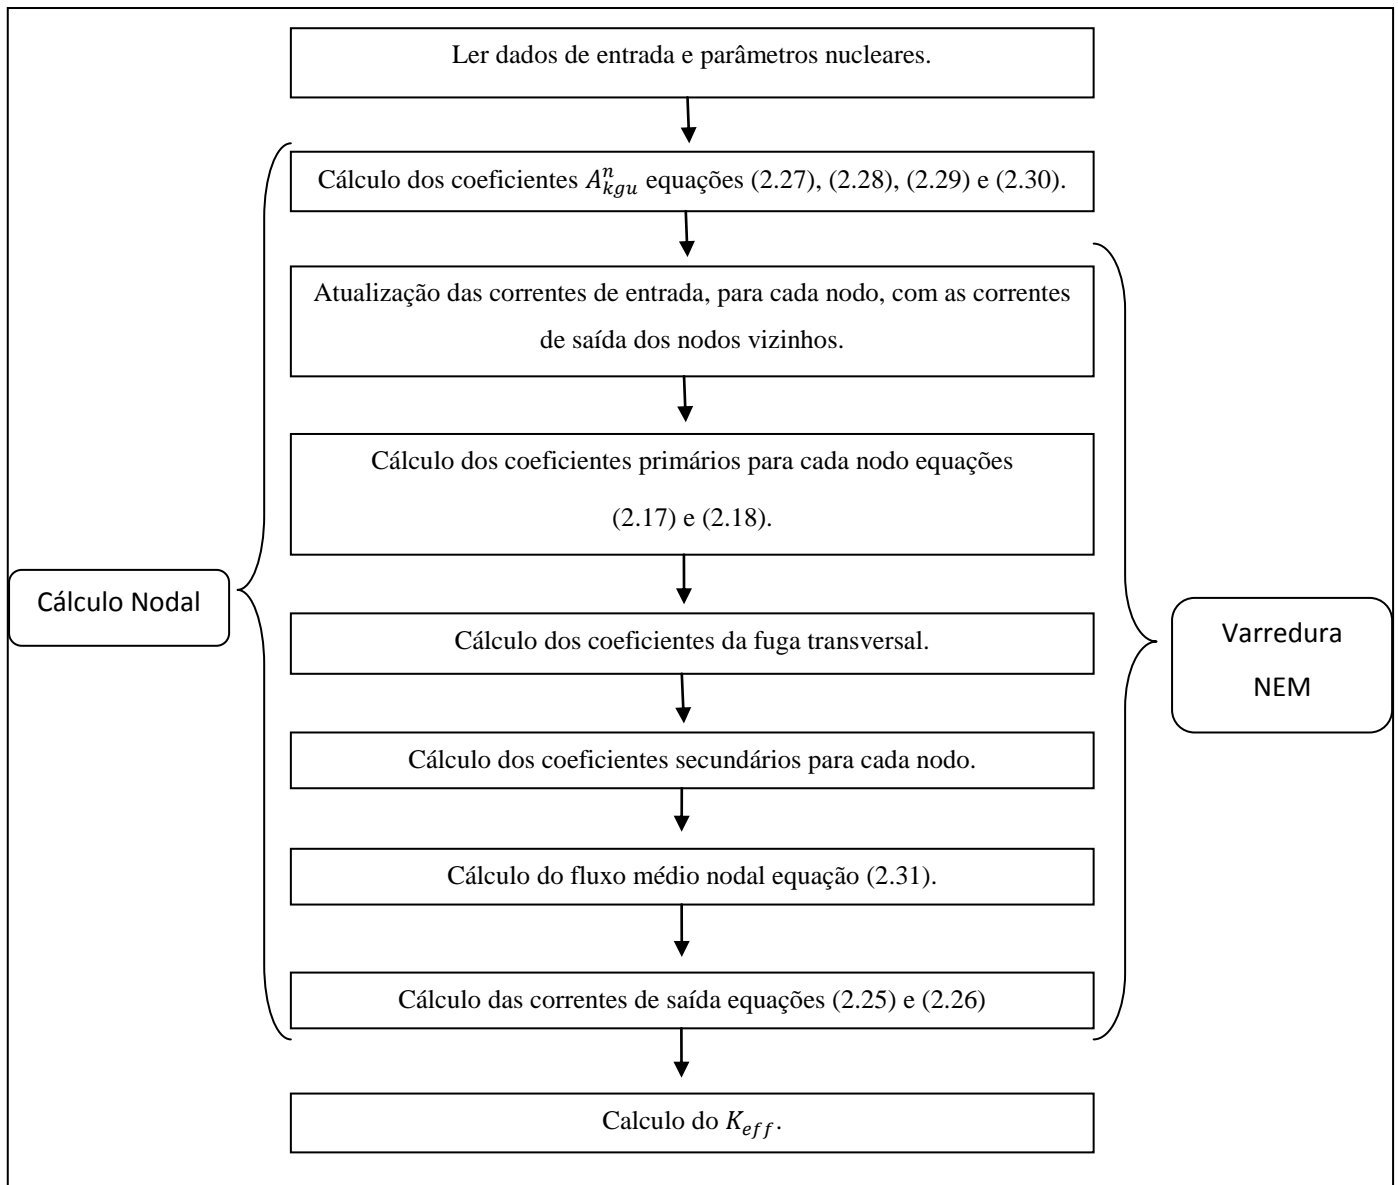 Ler dados de entrada e parâmetros nucleares.
Cálculo dos coeficientes $A_{kgu}^{n}$ equações (2.27), (2.28), (2.29) e (2.30).
Atualização das correntes de entrada, para cada nodo, com as correntes
de saída dos nodos vizinhos.
Cálculo dos coeficientes primários para cada nodo equações
(2.17) e (2.18).
Cálculo Nodal
Cálculo dos coeficientes da fuga transversal.
Varredura
NEM
Cálculo dos coeficientes secundários para cada nodo.
Cálculo do fluxo médio nodal equação (2.31).
Cálculo das correntes de saída equações (2.25) e (2.26)
Calculo do $K_{eff}$.